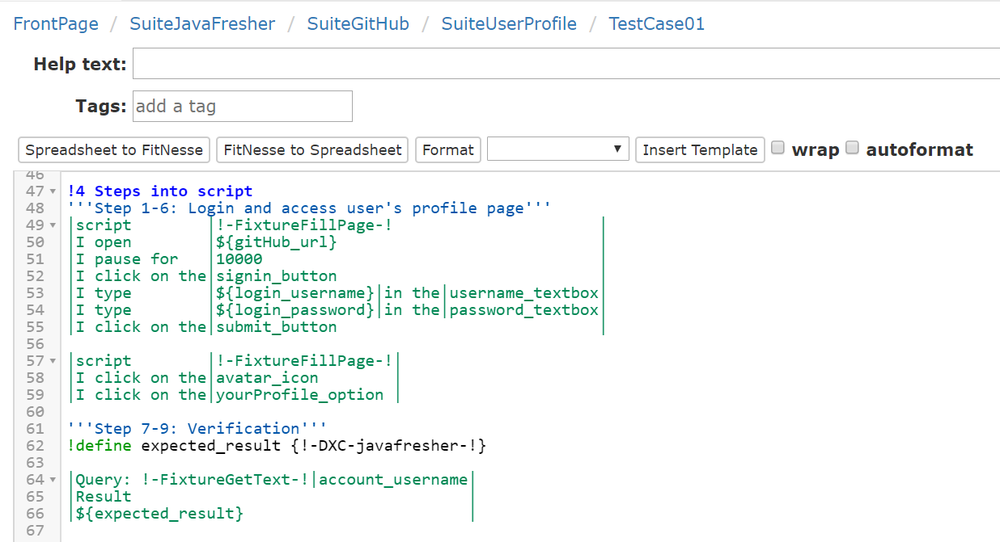 FrontPage / SuiteJavaFresher / SuiteGitHub / SuiteUserProfile / TestCase01
Help text:
Tags: add a tag
Spreadsheet to FitNesse FitNesse to Spreadsheet Format Insert Template wrap autoformat
46
47 !4 Steps into script
48 '''Step 1-6: Login and access user's profile page'''
49 |script |!-FixtureFillPage-! |
50 |I open |${gitHub_url} |
51 |I pause for |10000 |
52 |I click on the|signin_button |
53 |I type |${login_username}|in the|username_textbox|
54 |I type |${login_password}|in the|password_textbox|
55 |I click on the|submit_button |
56
57 |script |!-FixtureFillPage-!|
58 |I click on the|avatar_icon |
59 |I click on the|yourProfile_option |
60
61 '''Step 7-9: Verification'''
62 !define expected_result {!-DXC-javafresher-!}
63
64 |Query: !-FixtureGetText-!|account_username|
65 |Result |
66 |${expected_result} |
67